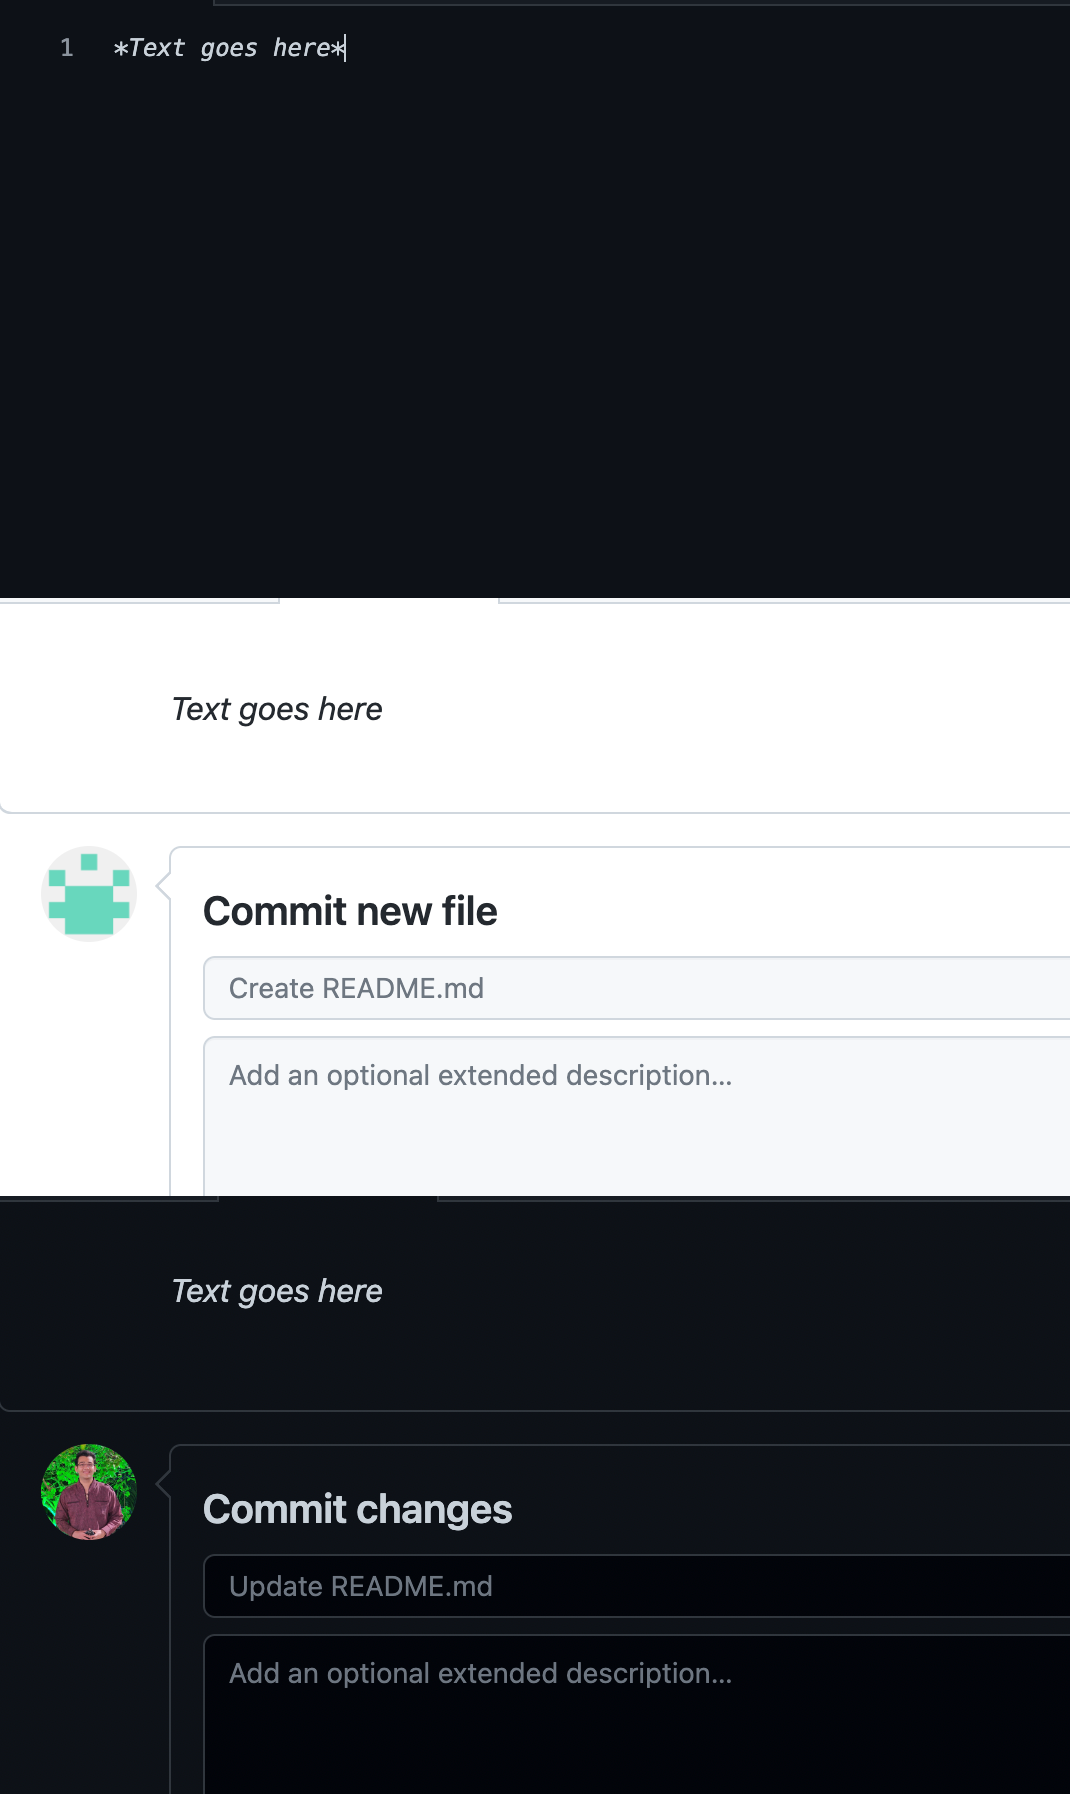 1 *Text goes here*
Text goes here
Commit new file
Create README.md
Add an optional extended description...
Text goes here
Commit changes
Update README.md
Add an optional extended description...